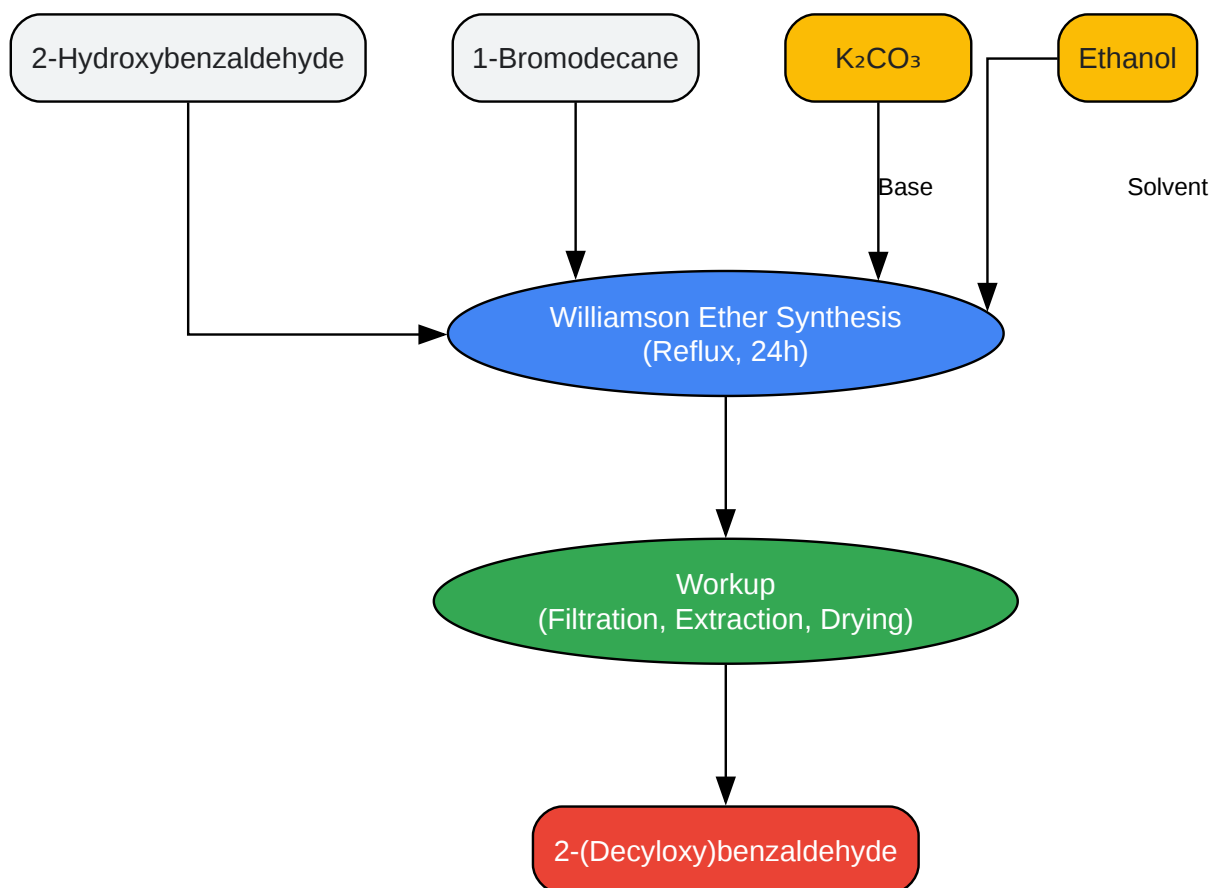 2-Hydroxybenzaldehyde
1-Bromodecane
K₂CO₃
Ethanol
Base
Solvent
Williamson Ether Synthesis
(Reflux, 24h)
Workup
(Filtration, Extraction, Drying)
2-(Decyloxy)benzaldehyde